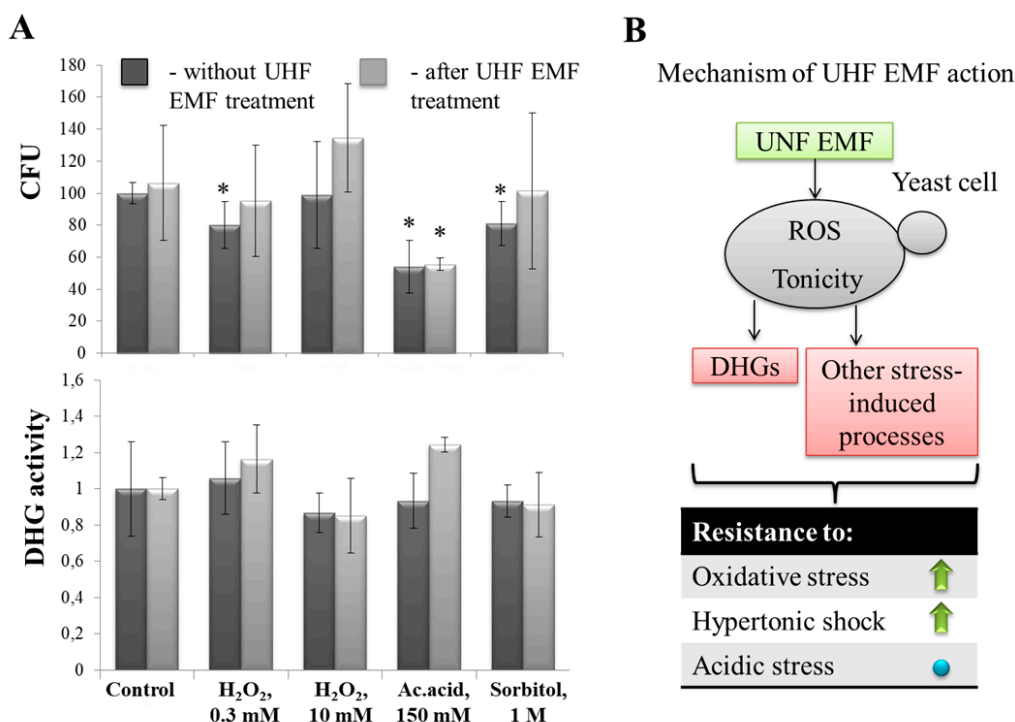 A
180
160
140
120
100
80
60
40
20
0
CFU
- without UHF
EMF treatment
- after UHF EMF
treatment
*
*
*
*
1,6
1,4
1,2
1
0,8
0,6
0,4
0,2
0
DHG activity
Control
H₂O₂,
0.3 mM
H₂O₂,
10 mM
Ac.acid,
150 mM
Sorbitol,
1 M
B
Mechanism of UHF EMF action
UNF EMF
Yeast cell
ROS
Tonicity
DHGs
Other stress-
induced
processes
Resistance to:
Oxidative stress
Hypertonic shock
Acidic stress